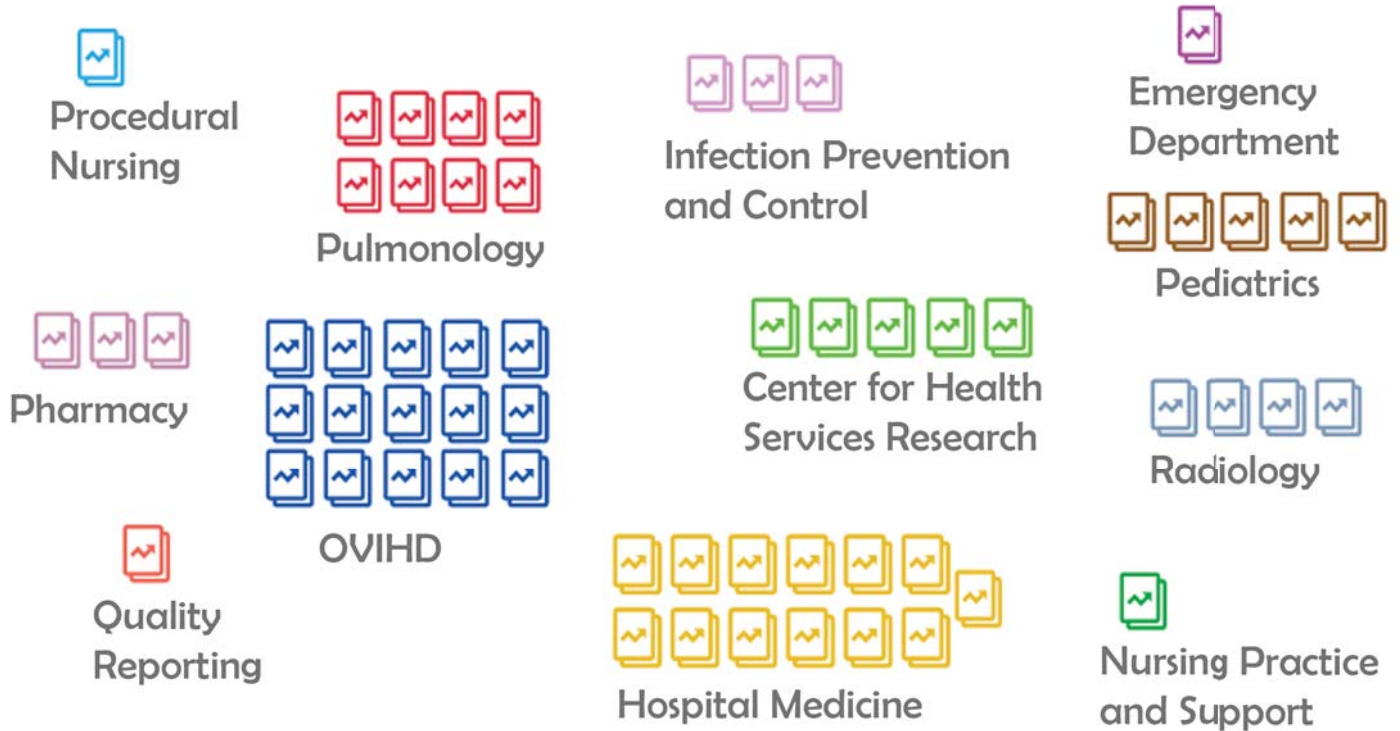 Procedural
Nursing
Pulmonology
Infection Prevention
and Control
Emergency
Department
Pediatrics
Pharmacy
OVIHD
Center for Health
Services Research
Radiology
Quality
Reporting
Hospital Medicine
Nursing Practice
and Support